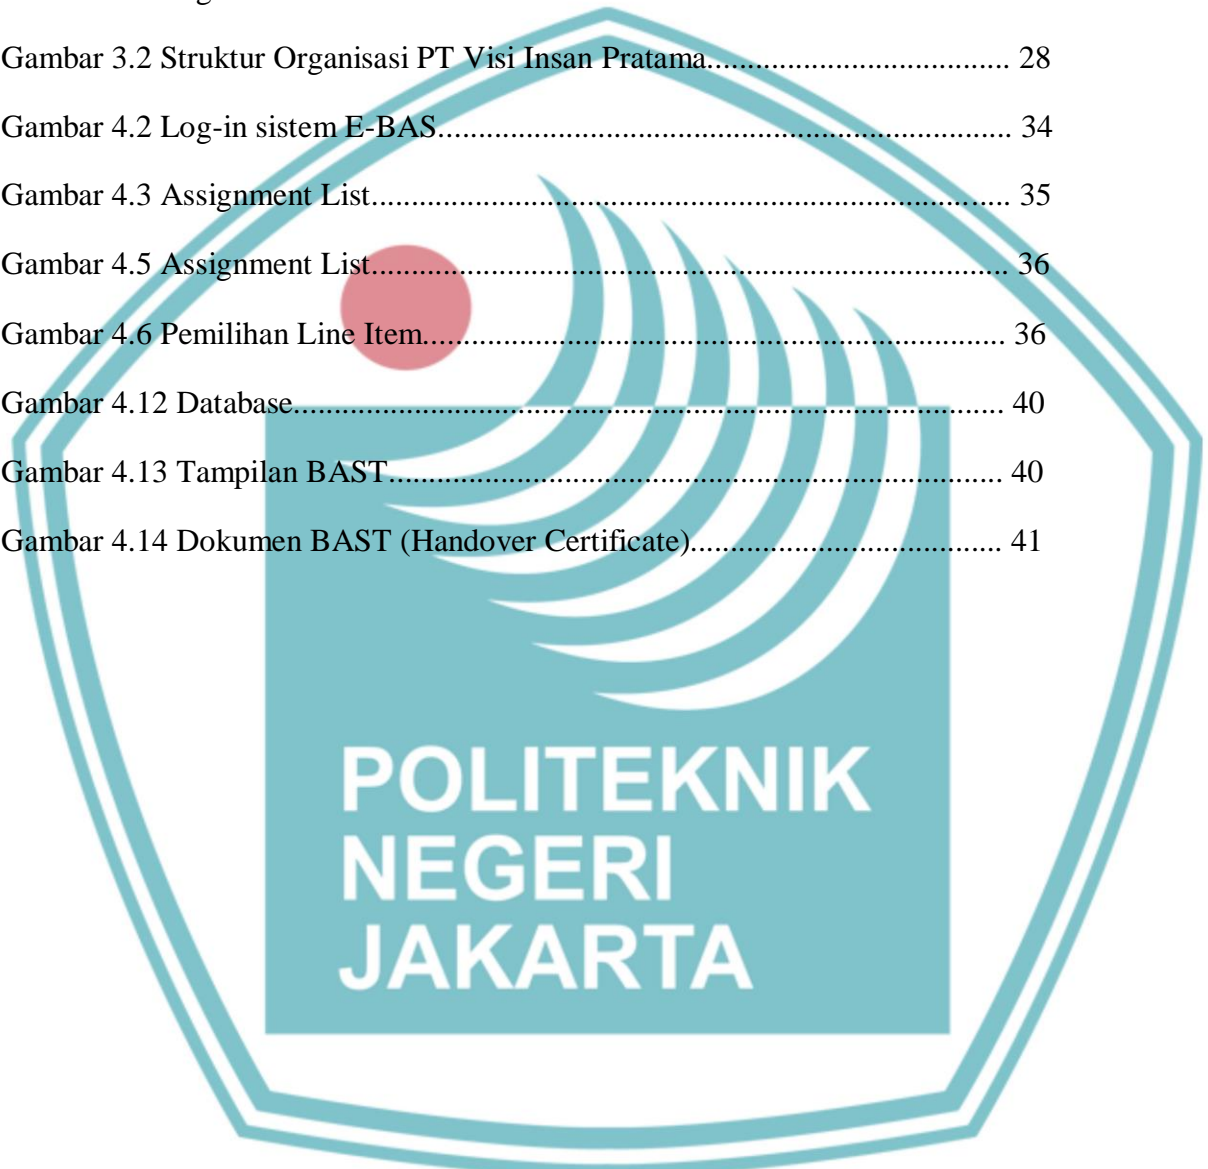 Gambar 3.2 Struktur Organisasi PT Visi Insan Pratama.................................... 28
Gambar 4.2 Log-in sistem E-BAS..................................................................... 34
Gambar 4.3 Assignment List............................................................................. 35
Gambar 4.5 Assignment List............................................................................. 36
Gambar 4.6 Pemilihan Line Item...................................................................... 36
Gambar 4.12 Database...................................................................................... 40
Gambar 4.13 Tampilan BAST.......................................................................... 40
Gambar 4.14 Dokumen BAST (Handover Certificate)..................................... 41
POLITEKNIK
NEGERI
JAKARTA